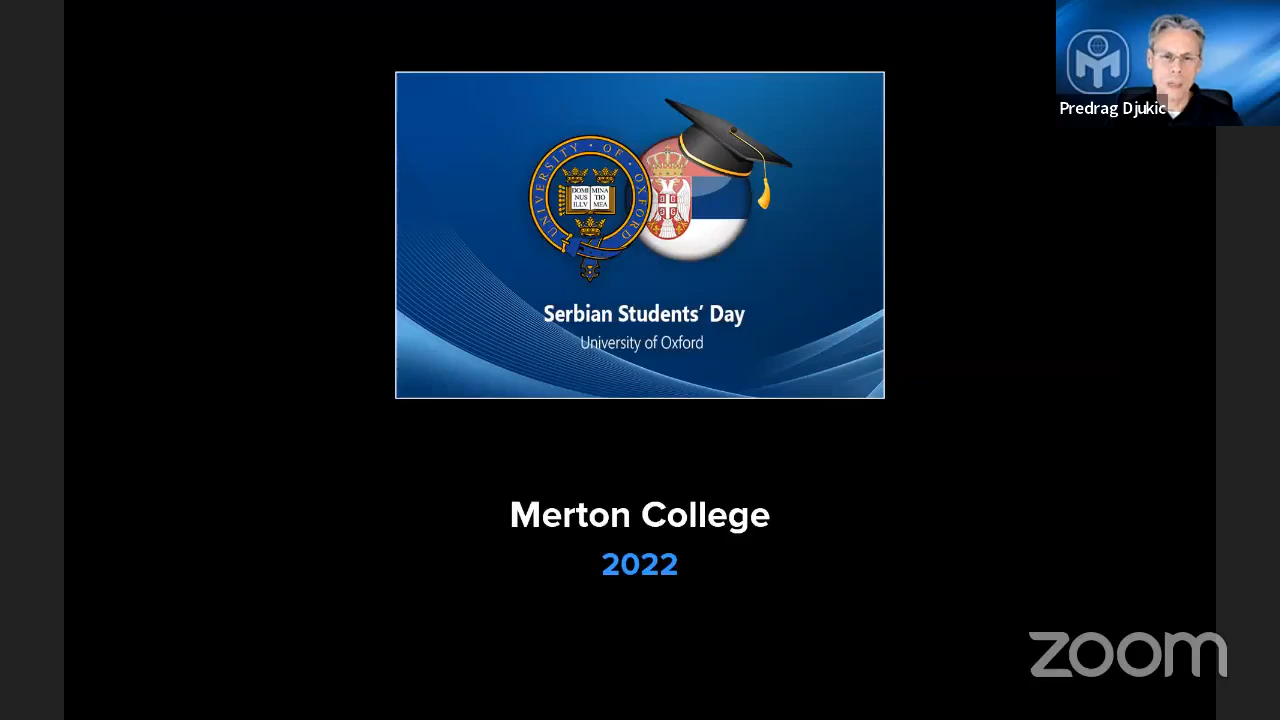 Predrag Djukic
UNIVERSITY · OF · OXFORD
DOMI MINA
NUS TIO
ILLV MEA
Serbian Students' Day
University of Oxford
Merton College
2022
zoom